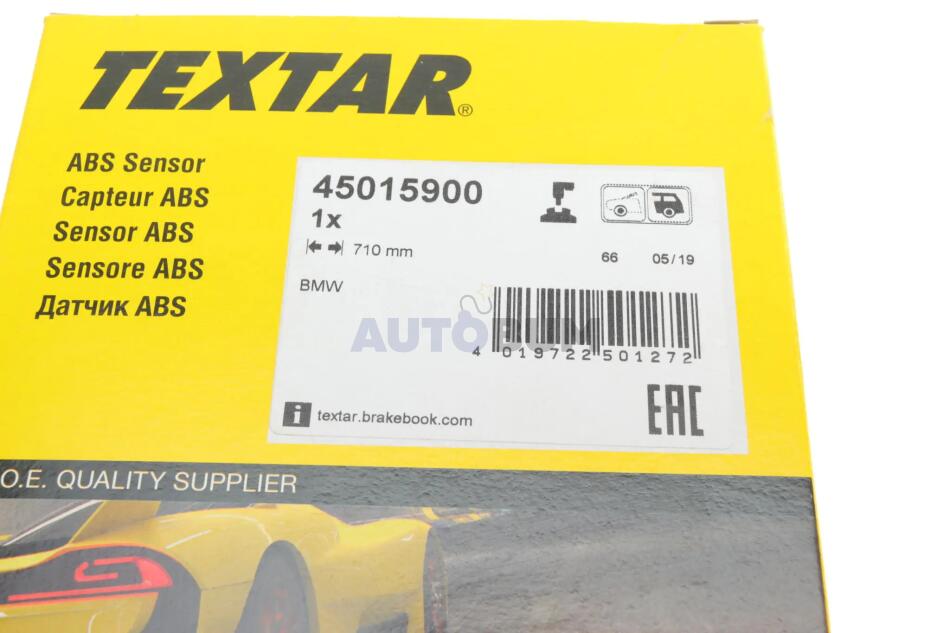 TEXTAR®
ABS Sensor
Capteur ABS
Sensor ABS
Sensore ABS
Датчик ABS
45015900
1x
710 mm
66 05/19
BMW
AUTOBUM
4 019722 501272
i textar.brakebook.com
EAC
O.E. QUALITY SUPPLIER